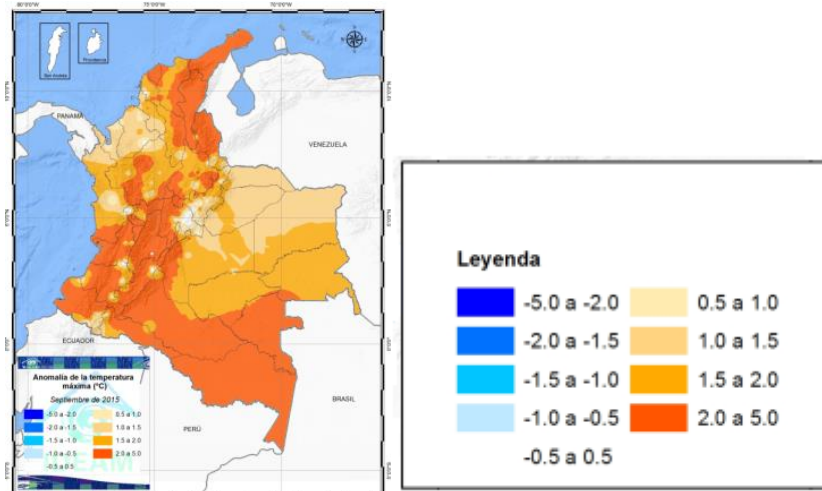 80°0'0"W 75°0'0"W 70°0'0"W
San Andrés
Providencia
N
PANAMÁ
VENEZUELA
ECUADOR
PERÚ
BRASIL
Anomalía de la temperatura
máxima (°C)
Septiembre de 2015
-5.0 a -2.0 0.5 a 1.0
-2.0 a -1.5 1.0 a 1.5
-1.5 a -1.0 1.5 a 2.0
-1.0 a -0.5 2.0 a 5.0
-0.5 a 0.5
IDEAM
Leyenda
-5.0 a -2.0 0.5 a 1.0
-2.0 a -1.5 1.0 a 1.5
-1.5 a -1.0 1.5 a 2.0
-1.0 a -0.5 2.0 a 5.0
-0.5 a 0.5